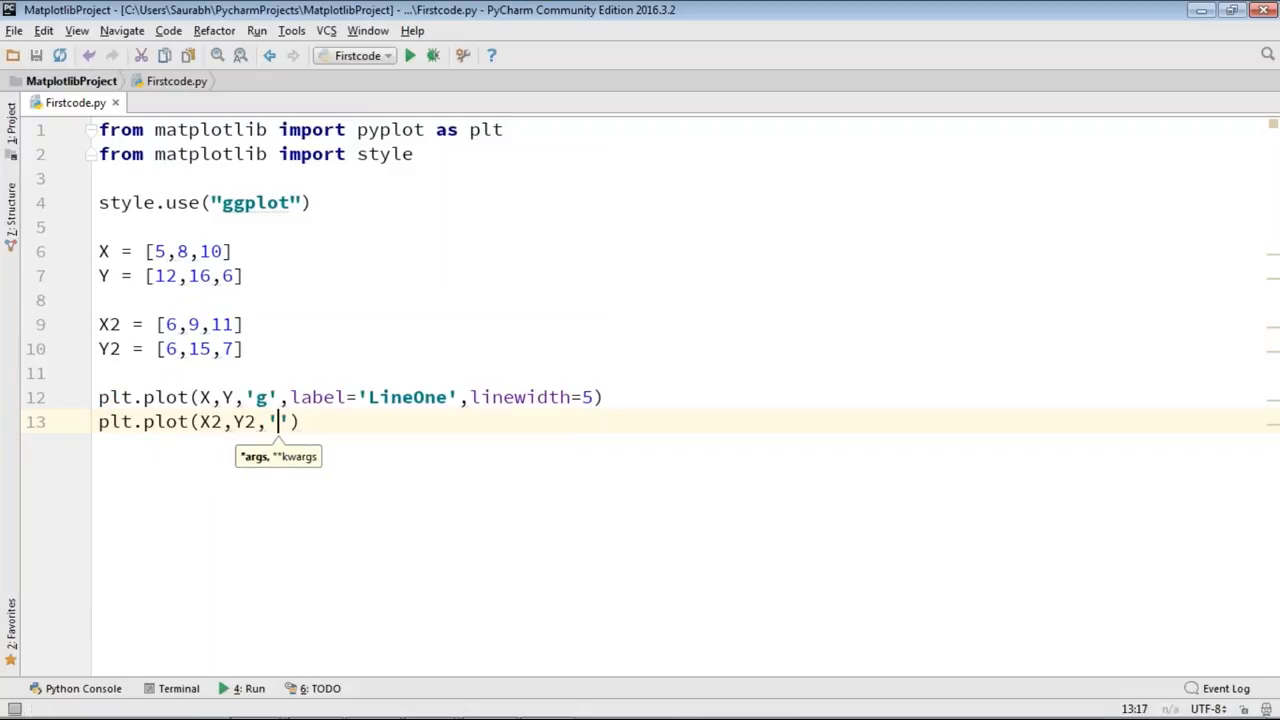 MatplotlibProject - [C:\Users\Saurabh\PycharmProjects\MatplotlibProject] - ...\Firstcode.py - PyCharm Community Edition 2016.3.2
File Edit View Navigate Code Refactor Run Tools VCS Window Help
Firstcode
MatplotlibProject Firstcode.py
Firstcode.py
1: Project
Z: Structure
2: Favorites
1 from matplotlib import pyplot as plt
2 from matplotlib import style
3
4 style.use("ggplot")
5
6 X = [5,8,10]
7 Y = [12,16,6]
8
9 X2 = [6,9,11]
10 Y2 = [6,15,7]
11
12 plt.plot(X,Y,'g',label='LineOne',linewidth=5)
13 plt.plot(X2,Y2,'')
*args, **kwargs
Python Console Terminal 4: Run 6: TODO Event Log
13:17 n/a UTF-8